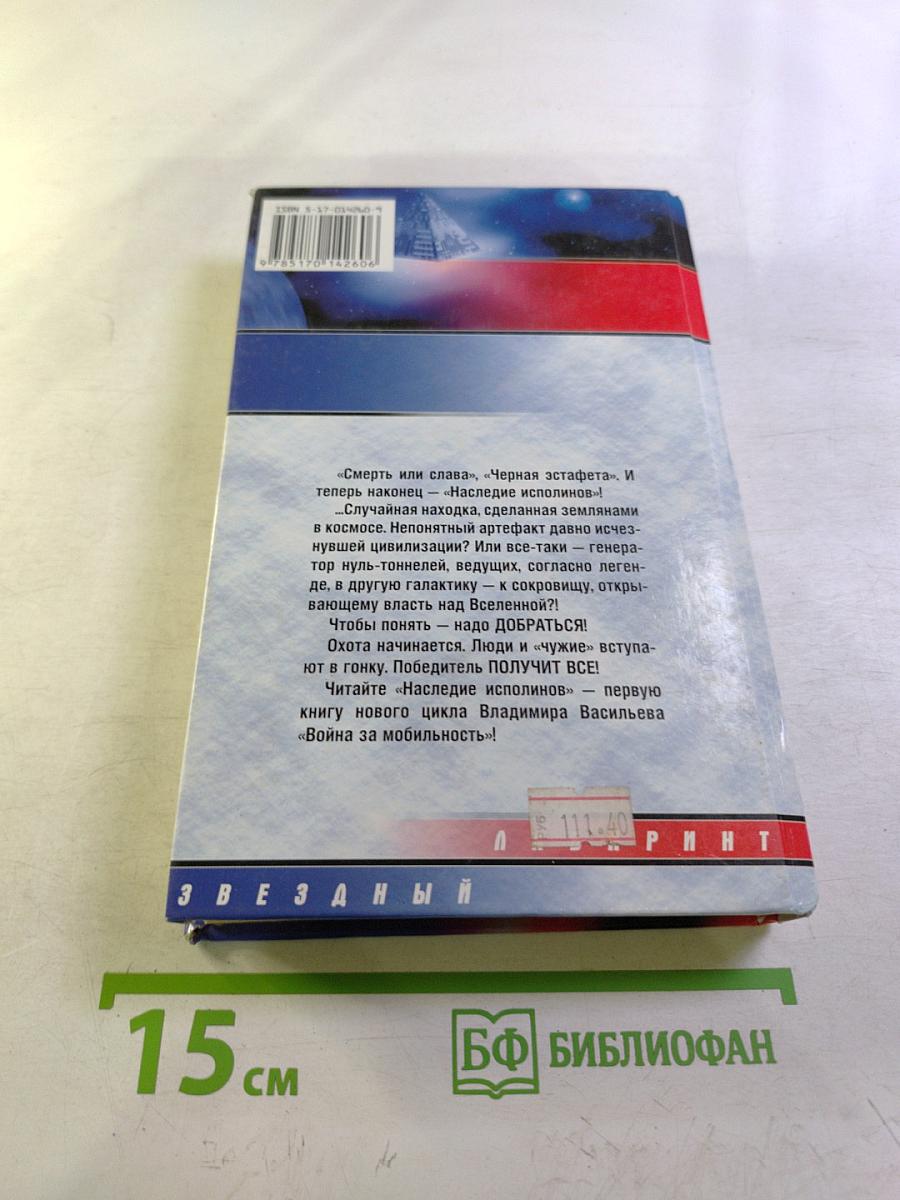 ISBN 5-17-014260-9
9 785170 142606
«Смерть или слава», «Черная эстафета». И
теперь наконец — «Наследие исполинов»!
...Случайная находка, сделанная землянами
в космосе. Непонятный артефакт давно исчез-
нувшей цивилизации? Или все-таки — генера-
тор нуль-тоннелей, ведущих, согласно леген-
де, в другую галактику — к сокровищу, откры-
вающему власть над Вселенной?!
Чтобы понять — надо ДОБРАТЬСЯ!
Охота начинается. Люди и «чужие» вступа-
ют в гонку. Победитель ПОЛУЧИТ ВСЕ!
Читайте «Наследие исполинов» — первую
книгу нового цикла Владимира Васильева
«Война за мобильность»!
РУБ 111.40
ЗВЕЗДНЫЙ
15 см
БФ БИБЛИОФАН